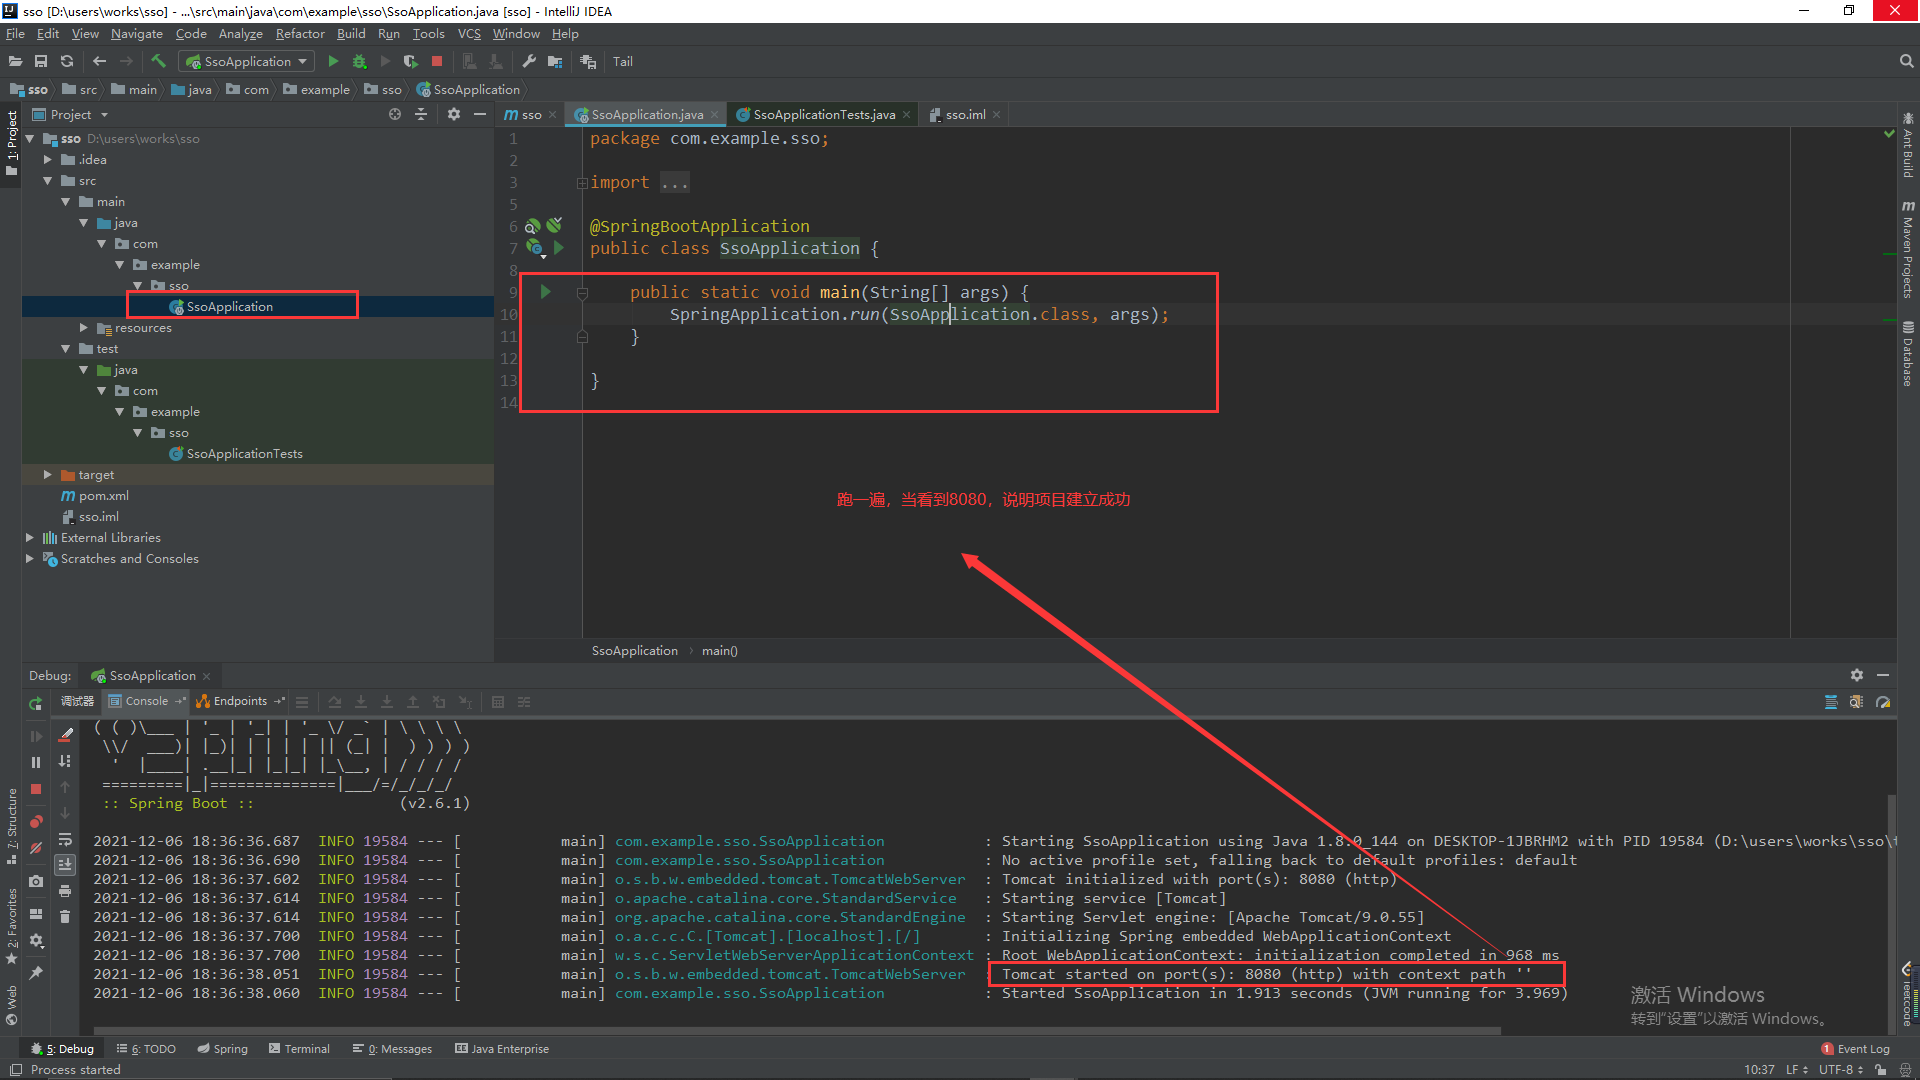 sso [D:\users\works\sso] - ...\src\main\java\com\example\sso\SsoApplication.java [sso] - IntelliJ IDEA
File Edit View Navigate Code Analyze Refactor Build Run Tools VCS Window Help
SsoApplication Tail
sso src main java com example sso SsoApplication
1: Project
Project
sso D:\users\works\sso
.idea
src
main
java
com
example
sso
SsoApplication
resources
test
java
com
example
sso
SsoApplicationTests
target
pom.xml
sso.iml
External Libraries
Scratches and Consoles
sso SsoApplication.java SsoApplicationTests.java sso.iml
1 package com.example.sso;
2
3 import ...
5
6 @SpringBootApplication
7 public class SsoApplication {
8
9 public static void main(String[] args) {
10 SpringApplication.run(SsoApplication.class, args);
11 }
12
13 }
14
跑一遍，当看到8080，说明项目建立成功
SsoApplication main()
Ant Build
Maven Projects
Database
Debug: SsoApplication
调试器 Console Endpoints
( ( )\___ | '_ | '_| | '_ \/ _` | \ \ \ \
\\/ ___)| |_)| | | | | || (_| | ) ) ) )
' |____| .__|_| |_|_| |_\__, | / / / /
=========|_|==============|___/=/_/_/_/
:: Spring Boot :: (v2.6.1)
2021-12-06 18:36:36.687 INFO 19584 --- [ main] com.example.sso.SsoApplication : Starting SsoApplication using Java 1.8.0_144 on DESKTOP-1JBRHM2 with PID 19584 (D:\users\works\sso\t
2021-12-06 18:36:36.690 INFO 19584 --- [ main] com.example.sso.SsoApplication : No active profile set, falling back to default profiles: default
2021-12-06 18:36:37.602 INFO 19584 --- [ main] o.s.b.w.embedded.tomcat.TomcatWebServer : Tomcat initialized with port(s): 8080 (http)
2021-12-06 18:36:37.614 INFO 19584 --- [ main] o.apache.catalina.core.StandardService : Starting service [Tomcat]
2021-12-06 18:36:37.614 INFO 19584 --- [ main] org.apache.catalina.core.StandardEngine : Starting Servlet engine: [Apache Tomcat/9.0.55]
2021-12-06 18:36:37.700 INFO 19584 --- [ main] o.a.c.c.C.[Tomcat].[localhost].[/] : Initializing Spring embedded WebApplicationContext
2021-12-06 18:36:37.700 INFO 19584 --- [ main] w.s.c.ServletWebServerApplicationContext : Root WebApplicationContext: initialization completed in 968 ms
2021-12-06 18:36:38.051 INFO 19584 --- [ main] o.s.b.w.embedded.tomcat.TomcatWebServer : Tomcat started on port(s): 8080 (http) with context path ''
2021-12-06 18:36:38.060 INFO 19584 --- [ main] com.example.sso.SsoApplication : Started SsoApplication in 1.913 seconds (JVM running for 3.969)
激活 Windows
转到"设置"以激活 Windows。
Z: Structure
2: Favorites
Web
leetcode
5: Debug 6: TODO Spring Terminal 0: Messages Java Enterprise 1 Event Log
Process started 10:37 LF UTF-8